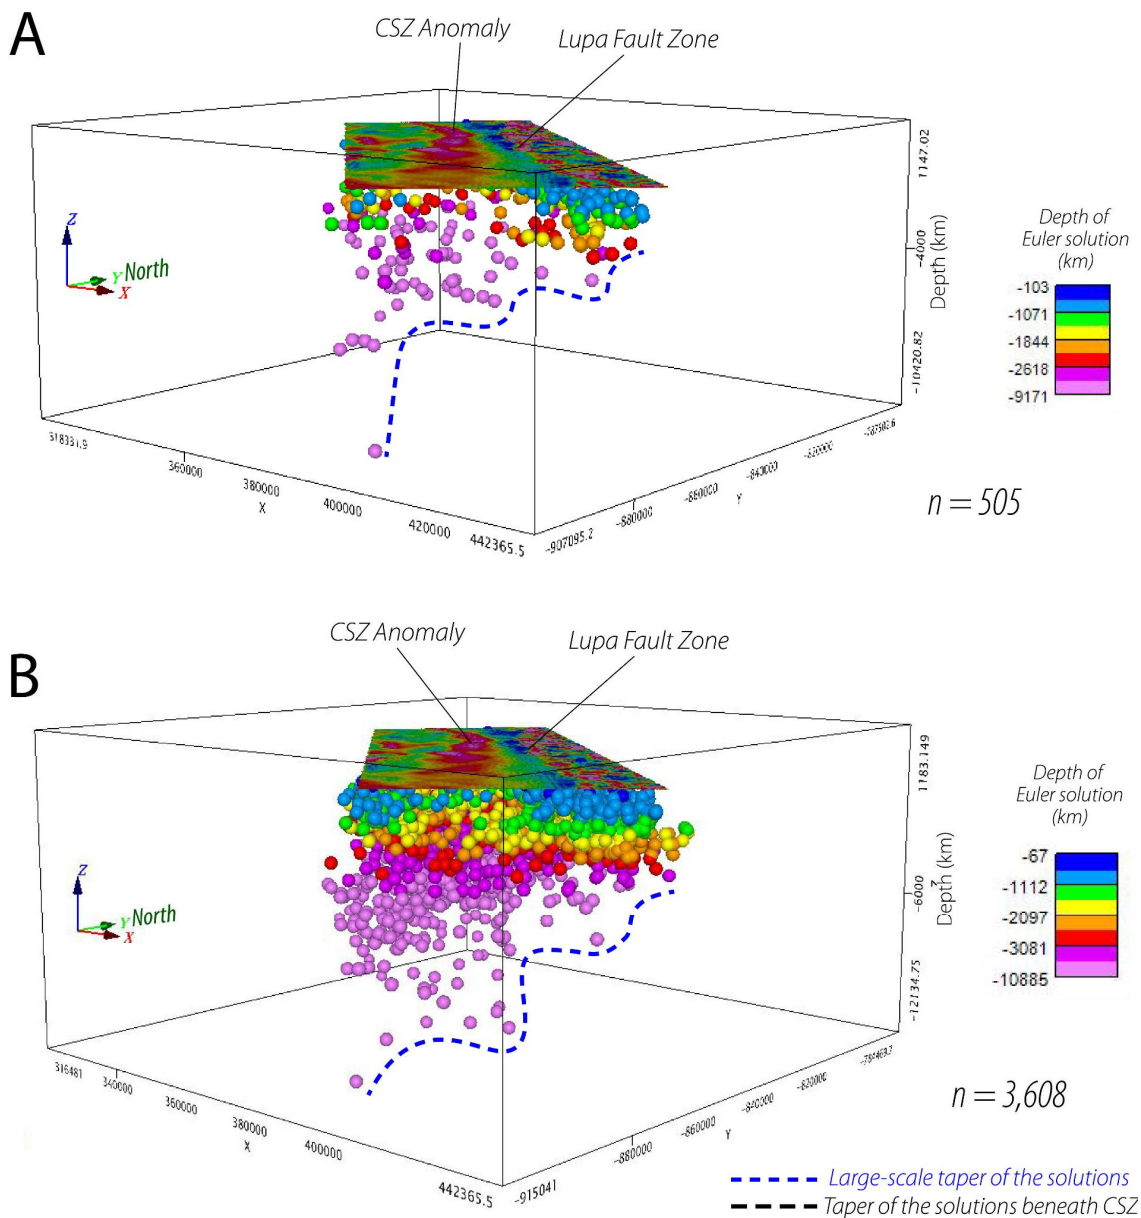 A
CSZ Anomaly
Lupa Fault Zone
1147.02
-4000
Depth (km)
-10420.82
Z
Y North
X
Depth of
Euler solution
(km)
-103
-1071
-1844
-2618
-9171
318331.9
360000
380000
X
400000
420000
442365.5
-907095.2
-880000
-860000
Y
-840000
-820000
n = 505
CSZ Anomaly
Lupa Fault Zone
B
1183.149
-6000
Depth (km)
-12134.75
Z
Y North
X
Depth of
Euler solution
(km)
-67
-1112
-2097
-3081
-10885
316481
340000
360000
380000
X
400000
442365.5
-915041
-880000
-860000
Y
-840000
-820000
n = 3,608
Large-scale taper of the solutions
Taper of the solutions beneath CSZ